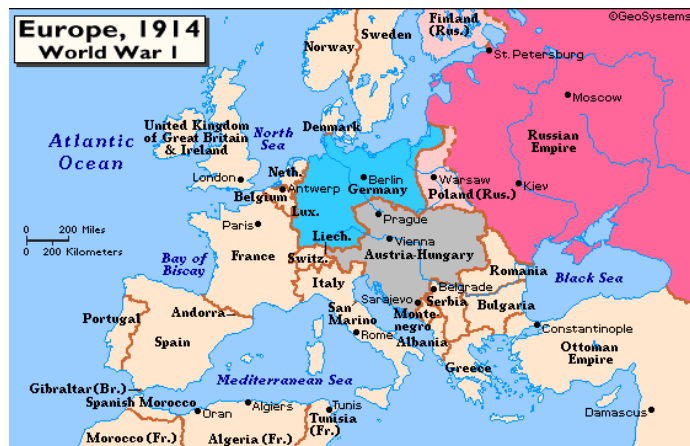 Europe, 1914
World War I
©GeoSystems
Norway
Sweden
Finland
(Rus.)
St. Petersburg
Moscow
Russian
Empire
Atlantic
Ocean
United Kingdom
of Great Britain
& Ireland
North
Sea
Denmark
London
Neth.
Antwerp
Belgium
Berlin
Germany
Warsaw
Poland (Rus.)
Kiev
Lux.
Paris
Prague
0 200 Miles
0 200 Kilometers
Liech.
Vienna
Bay of
Biscay
France
Switz.
Austria-Hungary
Romania
Black Sea
Italy
Belgrade
Sarajevo
Serbia
Bulgaria
Portugal
Andorra
San
Marino
Monte-
negro
Spain
Rome
Albania
Constantinople
Ottoman
Empire
Greece
Mediterranean Sea
Gibraltar (Br.)
Spanish Morocco
Oran
Algiers
Tunis
Tunisia
(Fr.)
Damascus
Morocco (Fr.)
Algeria (Fr.)